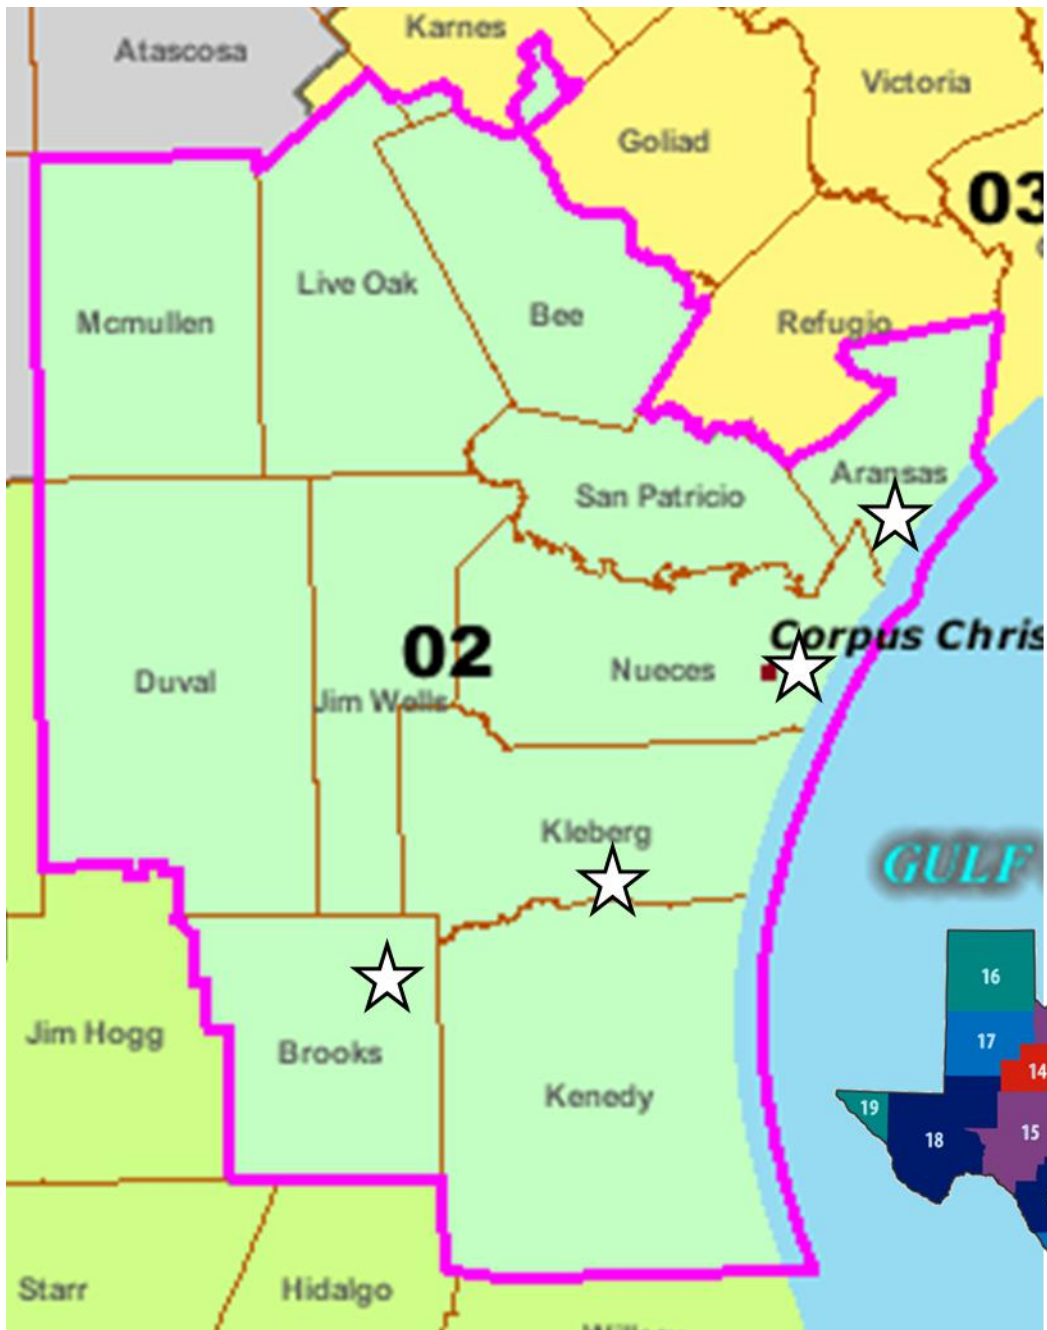 Karnes
Atascosa
Victoria
Goliad
03
Live Oak
Mcmullen
Bee
Refugio
Aransas
San Patricio
Corpus Chris
02
Nueces
Duval
Jim Wells
Kleberg
GULF
16
Jim Hogg
17
Brooks
14
Kenedy
19
18
15
Starr
Hidalgo